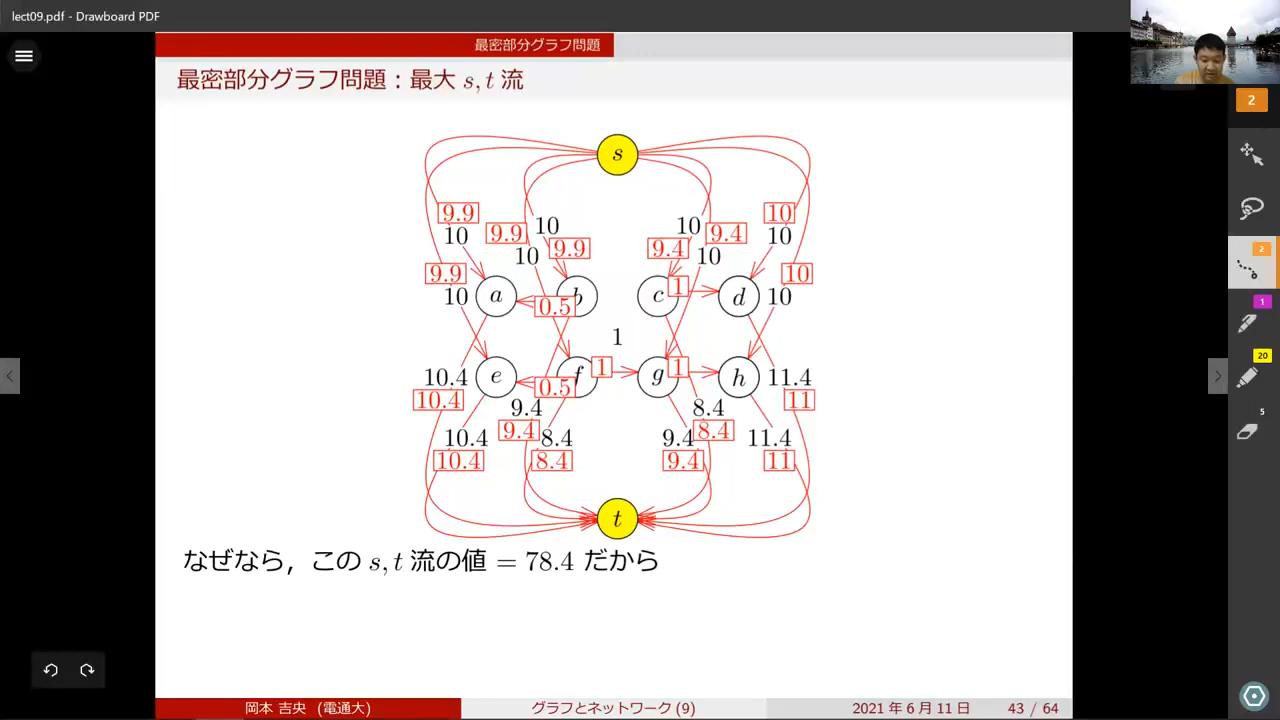 lect09.pdf - Drawboard PDF
最密部分グラフ問題
最密部分グラフ問題：最大 s, t 流
2
s
9.9
10
9.9
10
10
9.9
10
9.4
9.4
10
10
10
9.9
10
a
0.5
b
c
1
d
10
10
2
1
1
20
10.4
e
0.5
f
1
g
1
h
11.4
10.4
9.4
8.4
11
5
10.4
9.4
8.4
9.4
8.4
11.4
10.4
8.4
9.4
11
t
なぜなら，この s, t 流の値 = 78.4 だから
岡本 吉央 (電通大)
グラフとネットワーク (9)
2021 年 6 月 11 日
43 / 64